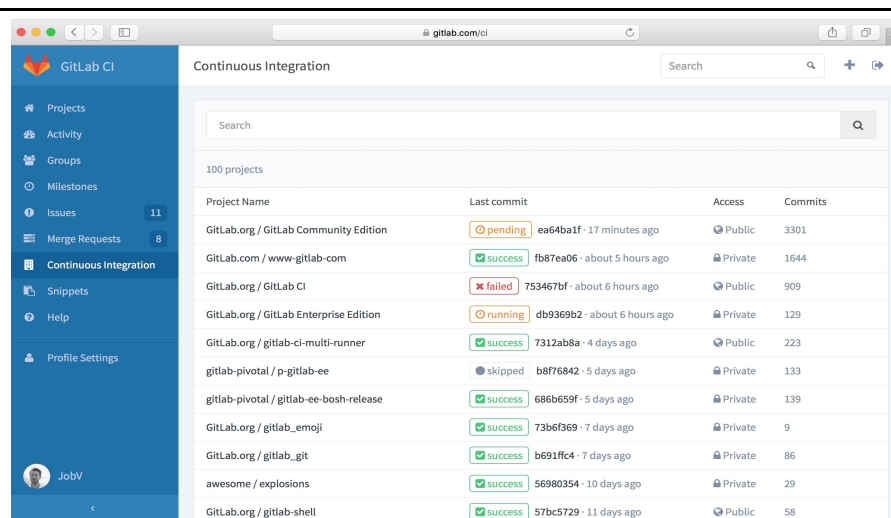 gitlab.com/ci
GitLab CI
Continuous Integration
Search
Projects
Activity
Groups
Milestones
Issues 11
Merge Requests 8
Continuous Integration
Snippets
Help
Profile Settings
JobV
Search
100 projects
Project Name Last commit Access Commits
GitLab.org / GitLab Community Edition pending ea64ba1f · 17 minutes ago Public 3301
GitLab.com / www-gitlab-com success fb87ea06 · about 5 hours ago Private 1644
GitLab.org / GitLab CI failed 753467bf · about 6 hours ago Public 909
GitLab.org / GitLab Enterprise Edition running db9369b2 · about 6 hours ago Private 129
GitLab.org / gitlab-ci-multi-runner success 7312ab8a · 4 days ago Public 223
gitlab-pivotal / p-gitlab-ee skipped b8f76842 · 5 days ago Private 133
gitlab-pivotal / gitlab-ee-bosh-release success 686b659f · 5 days ago Private 139
GitLab.org / gitlab_emoji success 73b6f369 · 7 days ago Private 9
GitLab.org / gitlab_git success b691ffc4 · 7 days ago Private 86
awesome / explosions success 56980354 · 10 days ago Private 29
GitLab.org / gitlab-shell success 57bc5729 · 11 days ago Public 58